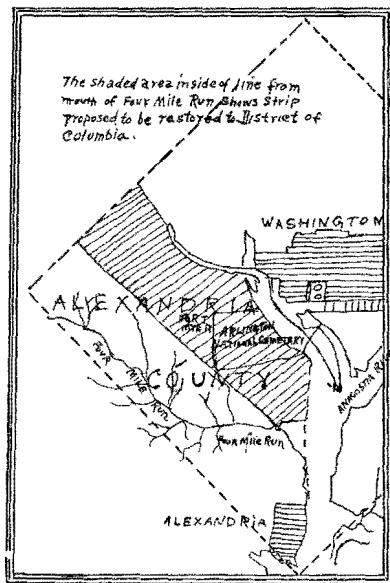 The shaded area inside of line from
mouth of Four Mile Run shows strip
proposed to be restored to District of
Columbia.
WASHINGTON
ALEXANDRIA
FORT
MYER
ARLINGTON
NATIONAL CEMETERY
COUNTY
FOUR MILE RUN
ANACOSTIA RI
Four Mile Run
ALEXANDRIA